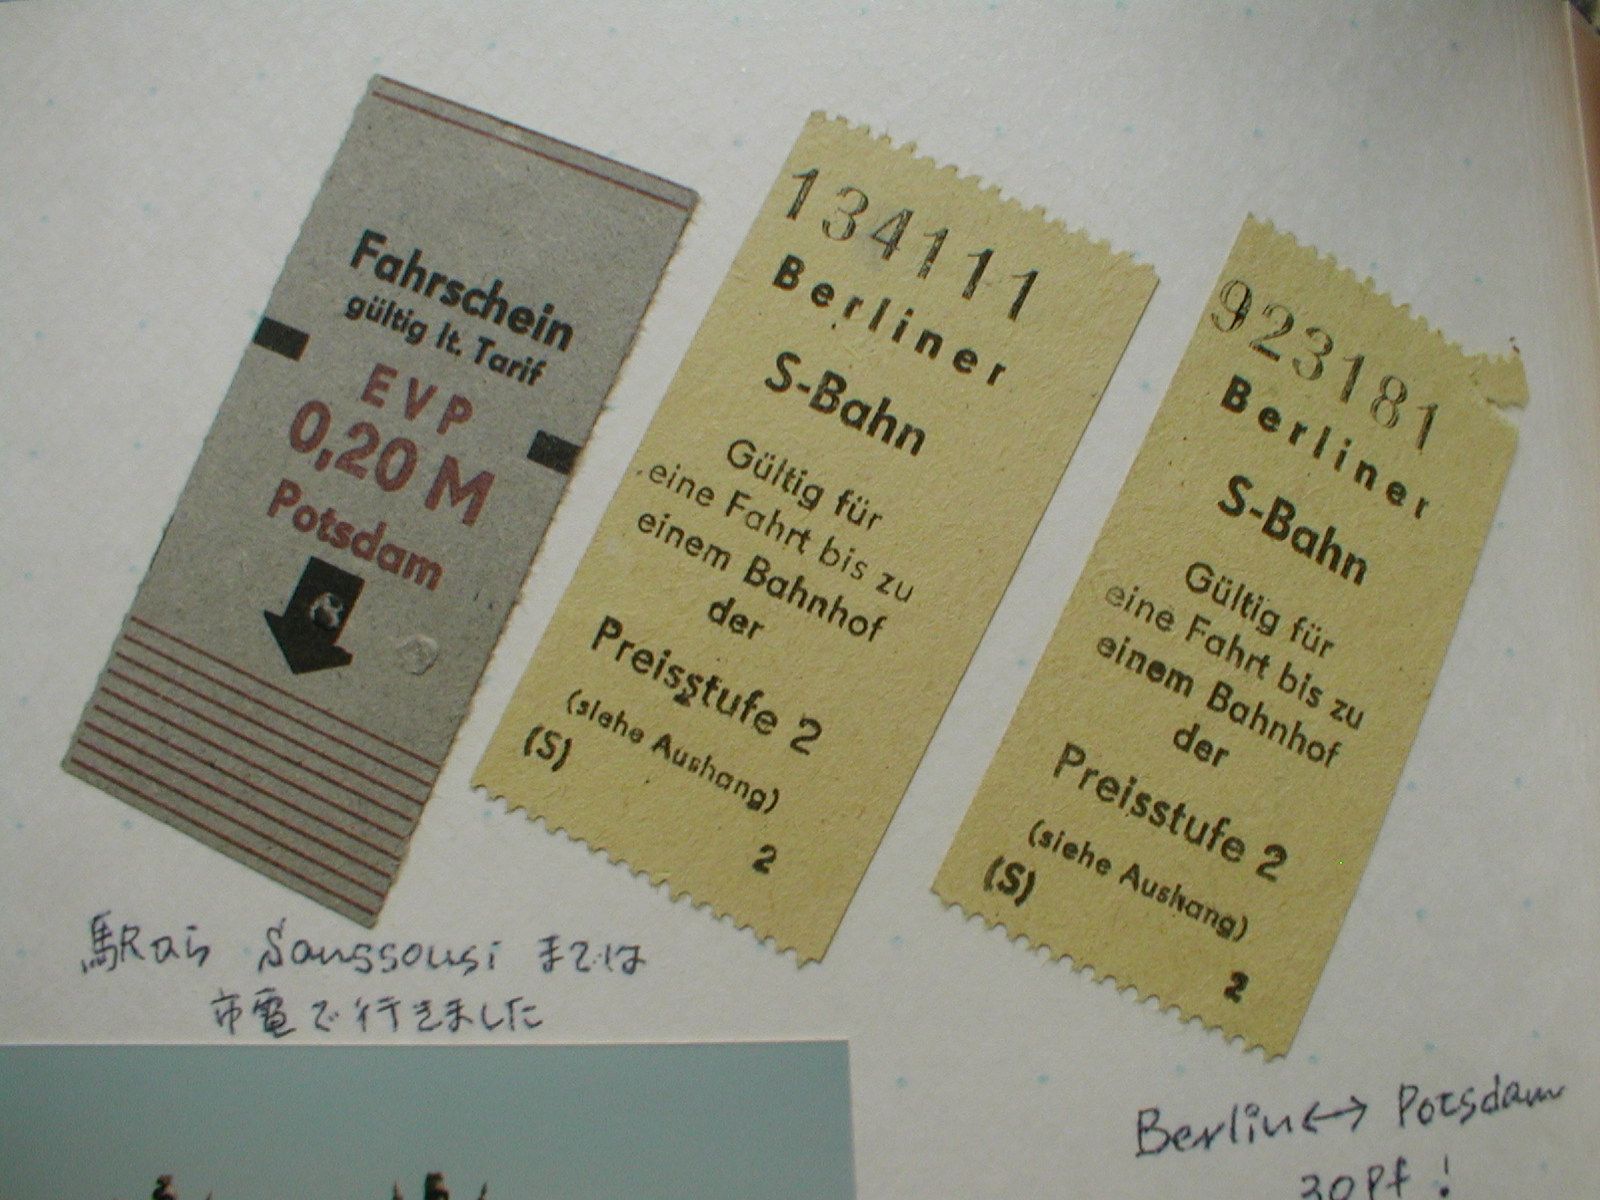 Fahrschein
gültig lt. Tarif
EVP
0,20 M
Potsdam
134111
Berliner
S-Bahn
Gültig für
eine Fahrt bis zu
einem Bahnhof
der
Preisstufe 2
(siehe Aushang)
(S)
2
923181
Berliner
S-Bahn
Gültig für
eine Fahrt bis zu
einem Bahnhof
der
Preisstufe 2
(siehe Aushang)
(S)
2
駅から Sanssousi までは
市電で行きました
Berlin↔Potsdam
30Pf!